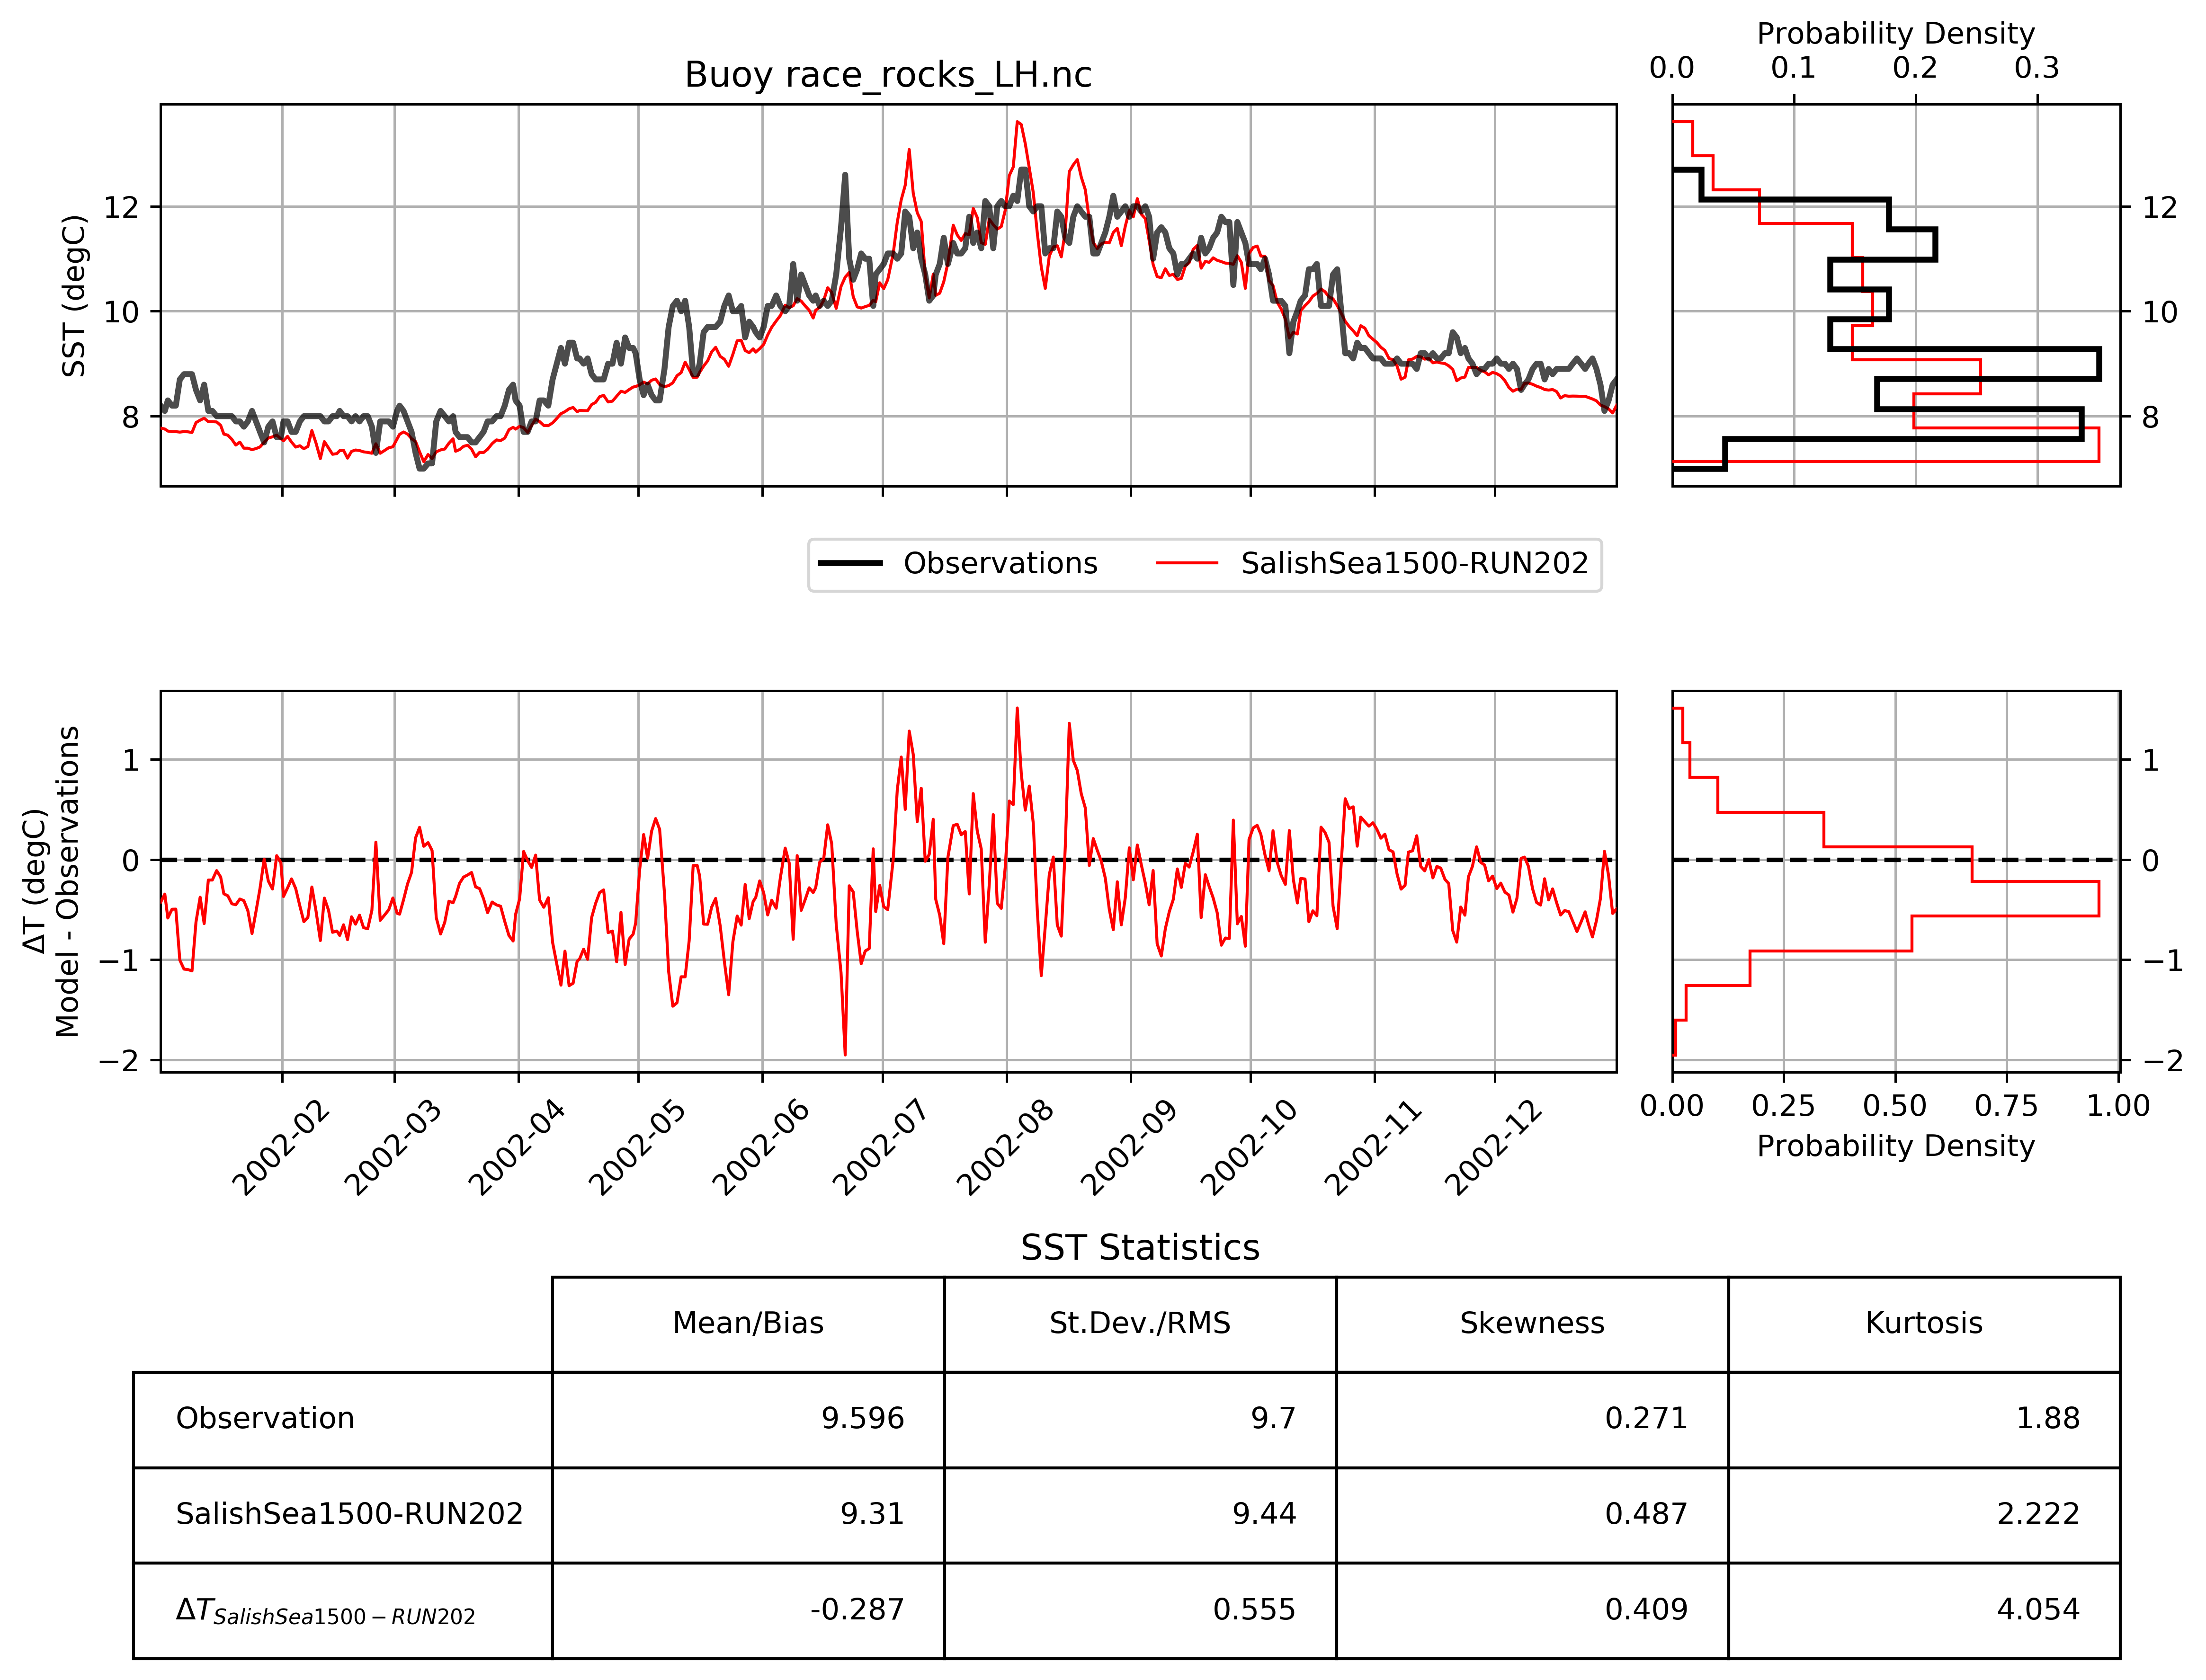 Probability Density
0.0 0.1 0.2 0.3
Buoy race_rocks_LH.nc
SST (degC)
12
10
8
12
10
8
Observations SalishSea1500-RUN202
ΔT (degC)
Model - Observations
1
0
−1
−2
1
0
−1
−2
2002-02 2002-03 2002-04 2002-05 2002-06 2002-07 2002-08 2002-09 2002-10 2002-11 2002-12
0.00 0.25 0.50 0.75 1.00
Probability Density
SST Statistics
Mean/Bias St.Dev./RMS Skewness Kurtosis
Observation 9.596 9.7 0.271 1.88
SalishSea1500-RUN202 9.31 9.44 0.487 2.222
ΔT SalishSea1500−RUN202 -0.287 0.555 0.409 4.054